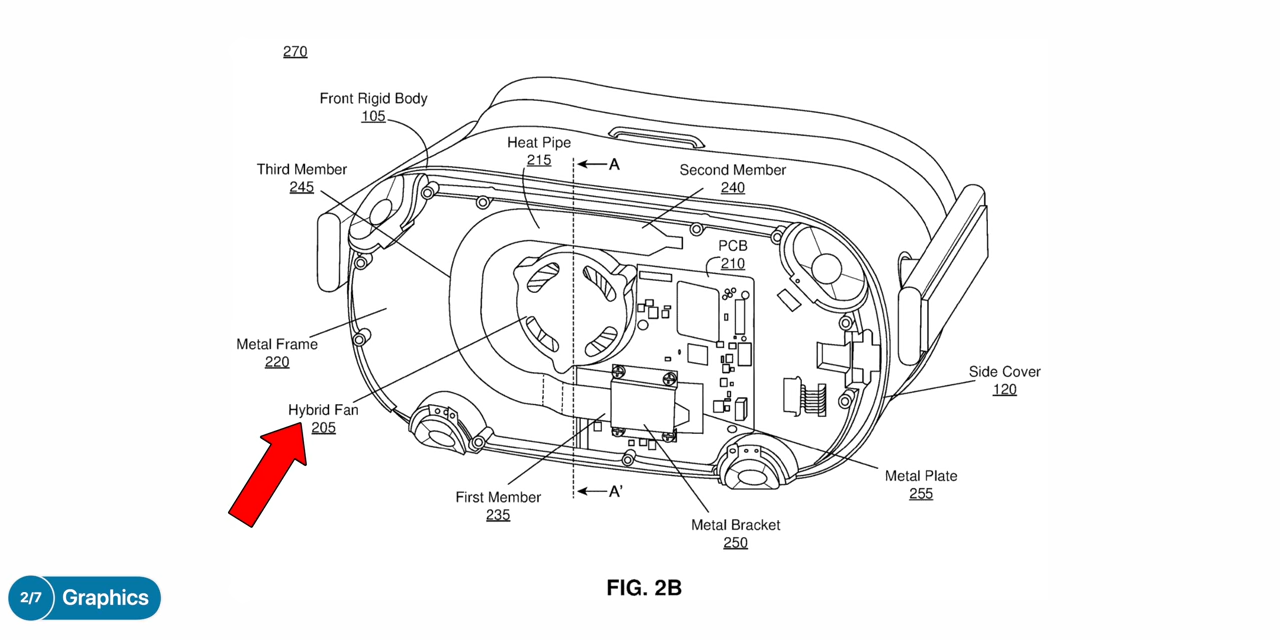 270
Front Rigid Body
105
Heat Pipe
215
A
Third Member
245
Second Member
240
PCB
210
Metal Frame
220
Side Cover
120
Hybrid Fan
205
First Member
235
A'
Metal Plate
255
Metal Bracket
250
FIG. 2B
2/7 Graphics